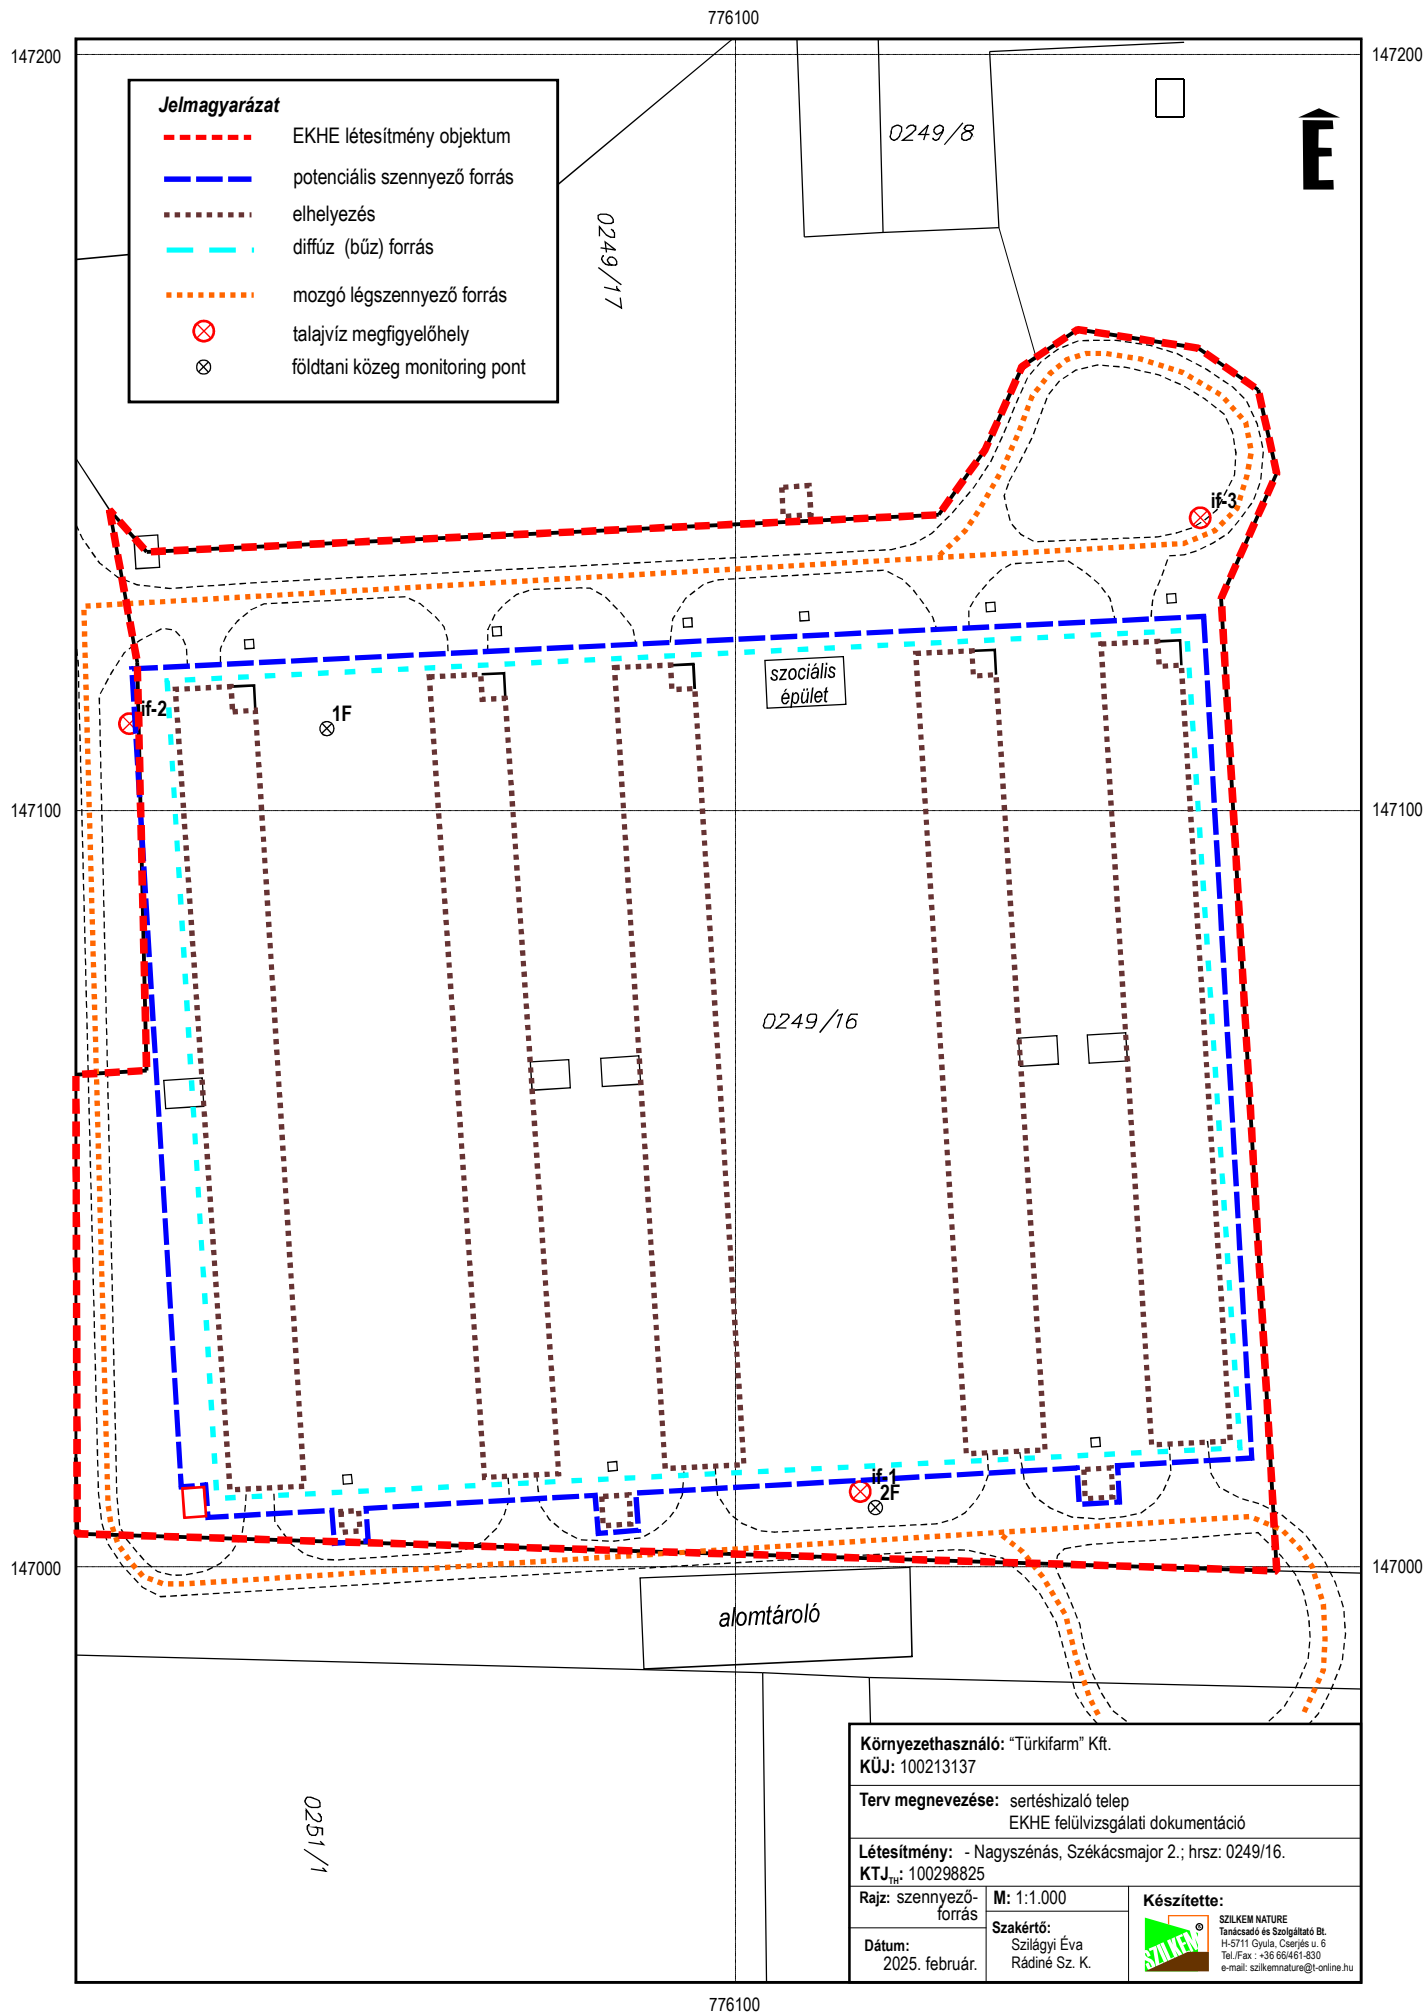 776100
147200
147200
Jelmagyarázat
EKHE létesítmény objektum
potenciális szennyező forrás
elhelyezés
diffúz (bűz) forrás
mozgó légszennyező forrás
talajvíz megfigyelőhely
földtani közeg monitoring pont
0249/8
É
0249/17
if-3
szociális
épület
if-2
1F
147100
147100
0249/16
if-1
2F
147000
147000
alomtároló
0251/1
Környezethasználó: "Türkifarm" Kft.
KÜJ: 100213137
Terv megnevezése: sertéshizaló telep
EKHE felülvizsgálati dokumentáció
Létesítmény: - Nagyszénás, Székácsmajor 2.; hrsz: 0249/16.
KTJTH: 100298825
Rajz: szennyező-
forrás
M: 1:1.000
Készítette:
Szakértő:
Szilágyi Éva
Rádiné Sz. K.
Dátum:
2025. február.
SZILKEM
SZILKEM NATURE
Tanácsadó és Szolgáltató Bt.
H-5711 Gyula, Cserjés u. 6
Tel./Fax : +36 66/461-830
e-mail: szilkemnature@t-online.hu
776100